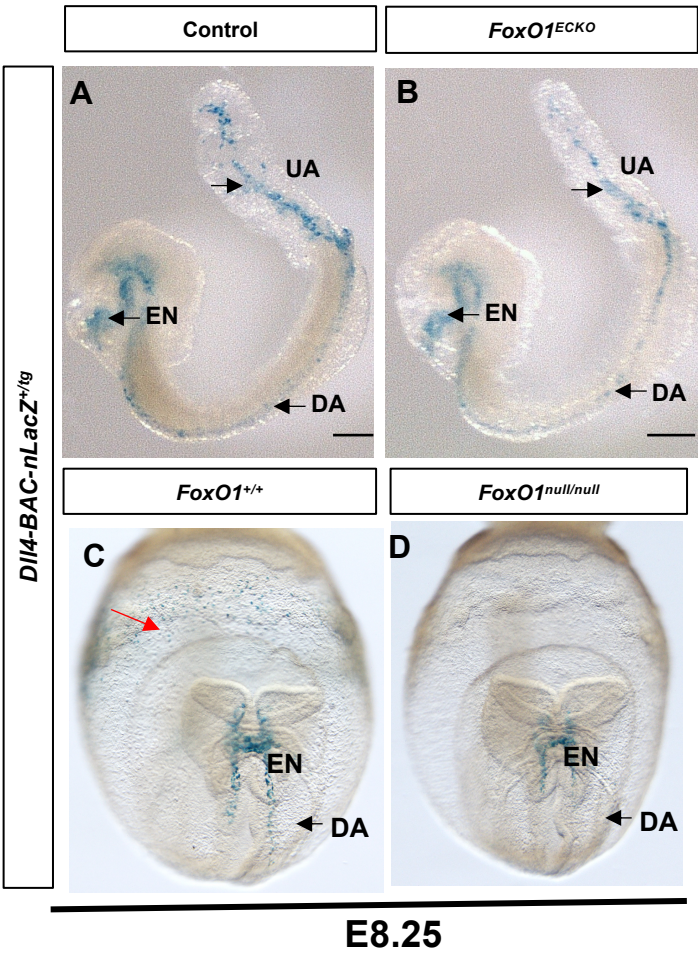 Control
FoxO1ECKO
Dll4-BAC-nLacZ+/tg
A
UA
EN
DA
B
UA
EN
DA
FoxO1+/+
FoxO1null/null
C
EN
DA
D
EN
DA
E8.25